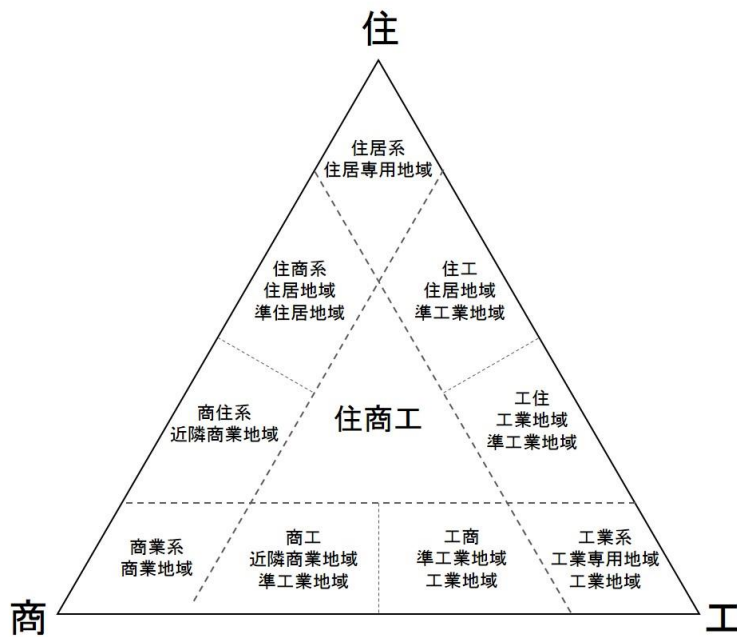 住
住居系
住居専用地域
住商系
住居地域
準住居地域
住工
住居地域
準工業地域
商住系
近隣商業地域
住商工
工住
工業地域
準工業地域
商業系
商業地域
商工
近隣商業地域
準工業地域
工商
準工業地域
工業地域
工業系
工業専用地域
工業地域
商
工